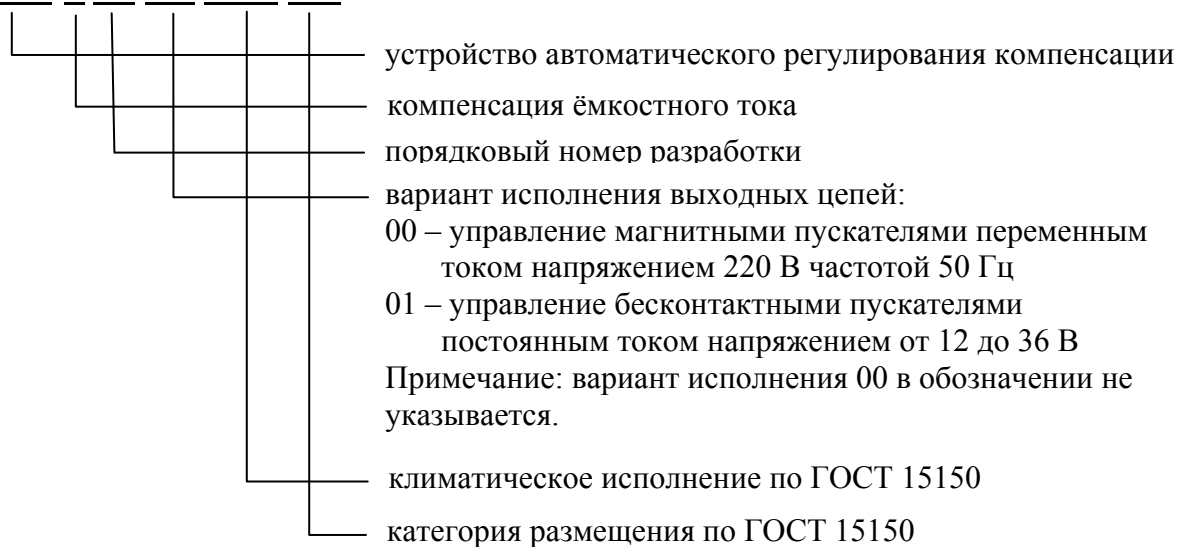 устройство автоматического регулирования компенсации
компенсация ёмкостного тока
порядковый номер разработки
вариант исполнения выходных цепей:
00 – управление магнитными пускателями переменным
током напряжением 220 В частотой 50 Гц
01 – управление бесконтактными пускателями
постоянным током напряжением от 12 до 36 В
Примечание: вариант исполнения 00 в обозначении не
указывается.
климатическое исполнение по ГОСТ 15150
категория размещения по ГОСТ 15150